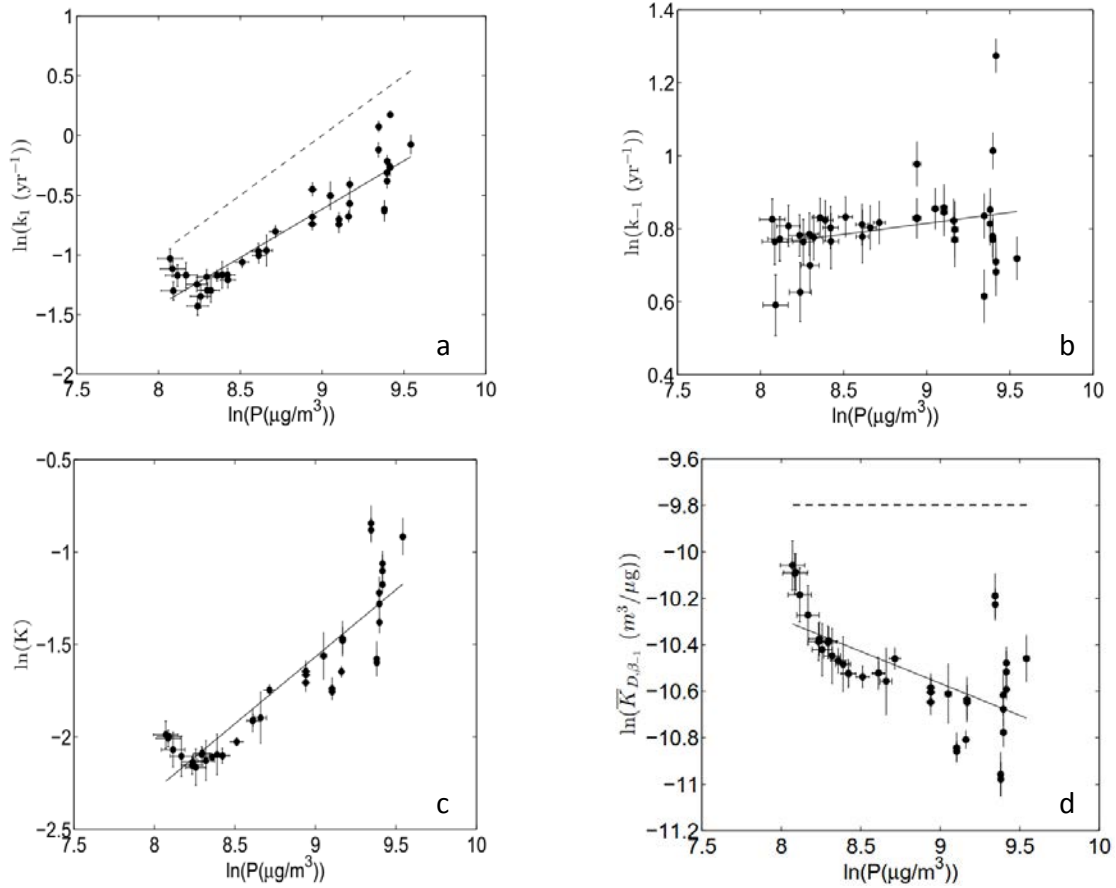 1
0.5
0
−0.5
−1
−1.5
−2
7.5 8 8.5 9 9.5 10
ln(k₁ (yr⁻¹))
ln(P(μg/m³))
a
1.4
1.2
1
0.8
0.6
0.4
7.5 8 8.5 9 9.5 10
ln(k₋₁ (yr⁻¹))
ln(P(μg/m³))
b
−0.5
−1
−1.5
−2
−2.5
7.5 8 8.5 9 9.5 10
ln(K)
ln(P(μg/m³))
c
−9.6
−9.8
−10
−10.2
−10.4
−10.6
−10.8
−11
−11.2
7.5 8 8.5 9 9.5 10
ln(K̅_{D,β₋₁} (m³/μg))
ln(P(μg/m³))
d